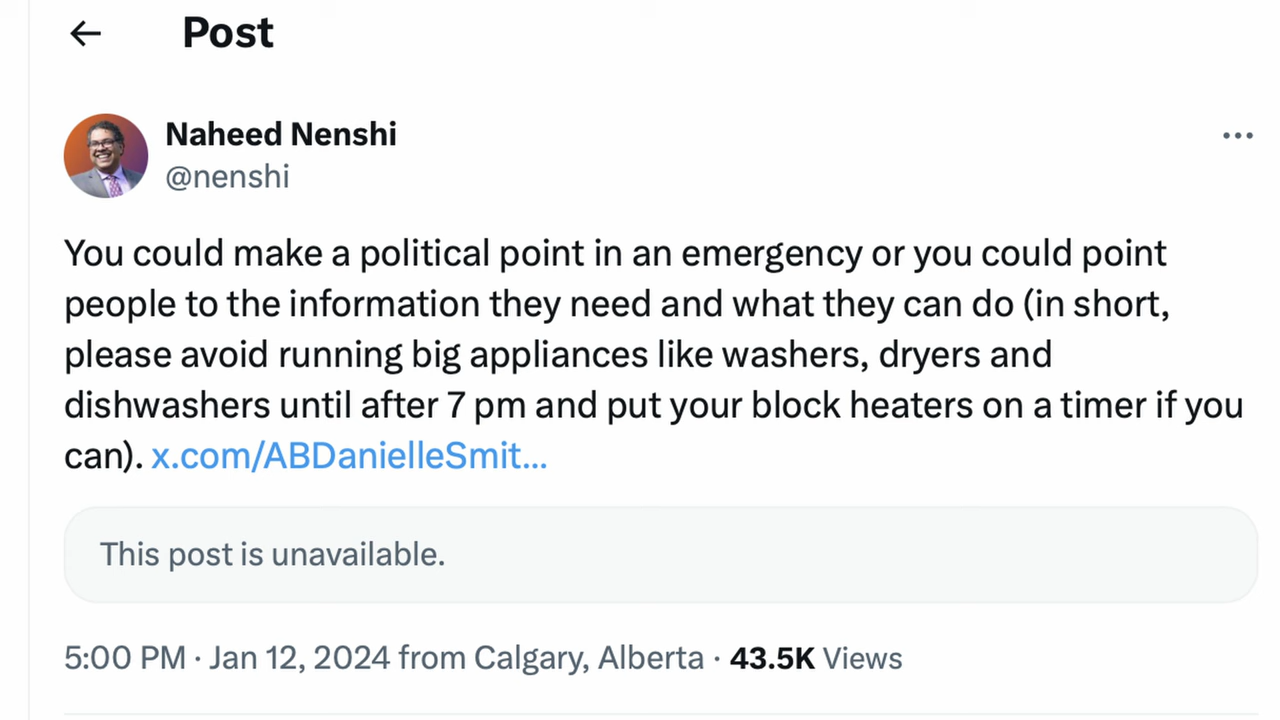 Post
Naheed Nenshi
@nenshi
You could make a political point in an emergency or you could point
people to the information they need and what they can do (in short,
please avoid running big appliances like washers, dryers and
dishwashers until after 7 pm and put your block heaters on a timer if you
can). x.com/ABDanielleSmit...
This post is unavailable.
5:00 PM · Jan 12, 2024 from Calgary, Alberta · 43.5K Views